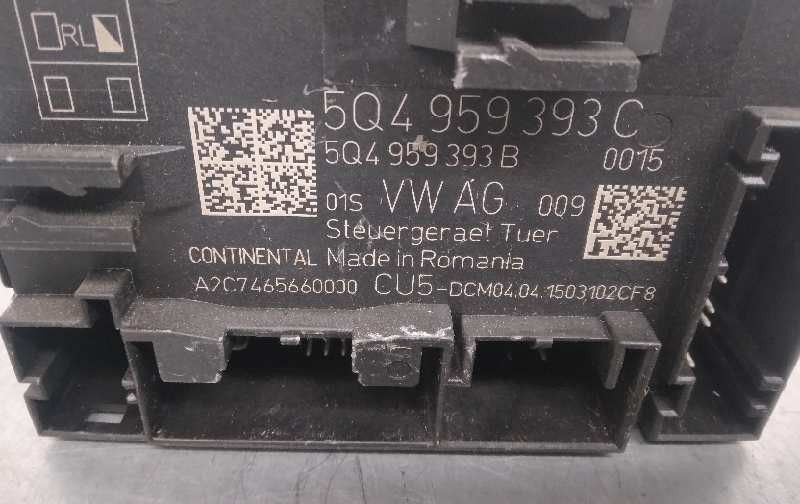 RL
5Q4 959 393 C
5Q4 959 393 B 0015
01S VW AG 009
Steuergeraet Tuer
CONTINENTAL Made in Romania
A2C7465660000 CU5-DCM04.04.1503102CF8